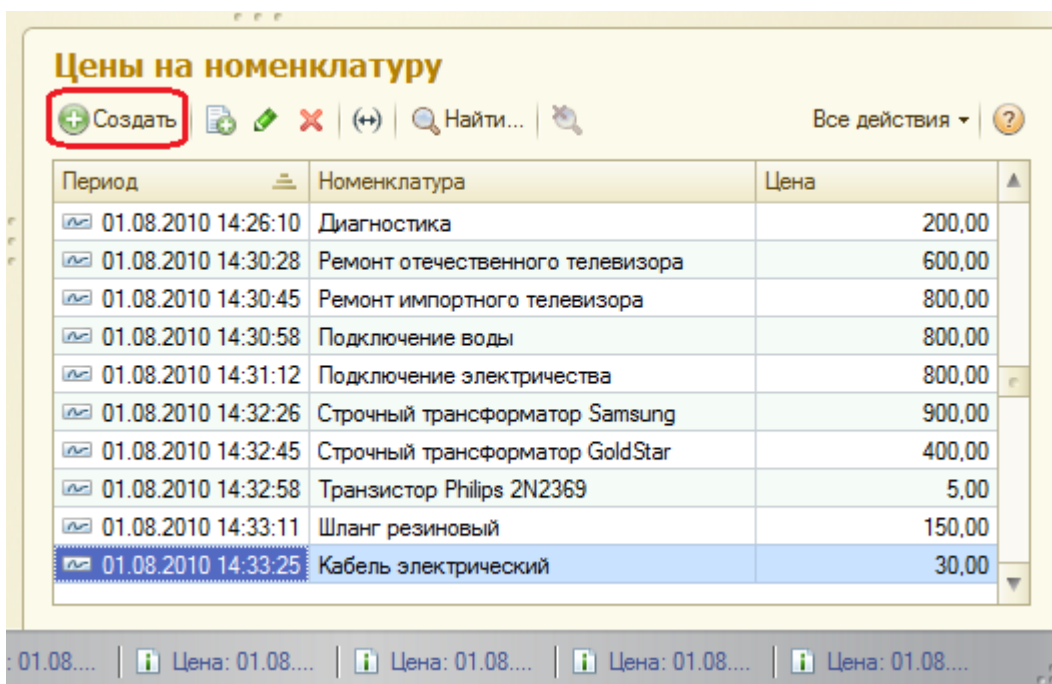 Цены на номенклатуру
Создать Найти... Все действия ?
Период Номенклатура Цена
01.08.2010 14:26:10 Диагностика 200,00
01.08.2010 14:30:28 Ремонт отечественного телевизора 600,00
01.08.2010 14:30:45 Ремонт импортного телевизора 800,00
01.08.2010 14:30:58 Подключение воды 800,00
01.08.2010 14:31:12 Подключение электричества 800,00
01.08.2010 14:32:26 Строчный трансформатор Samsung 900,00
01.08.2010 14:32:45 Строчный трансформатор GoldStar 400,00
01.08.2010 14:32:58 Транзистор Philips 2N2369 5,00
01.08.2010 14:33:11 Шланг резиновый 150,00
01.08.2010 14:33:25 Кабель электрический 30,00
: 01.08.... Цена: 01.08.... Цена: 01.08.... Цена: 01.08.... Цена: 01.08....